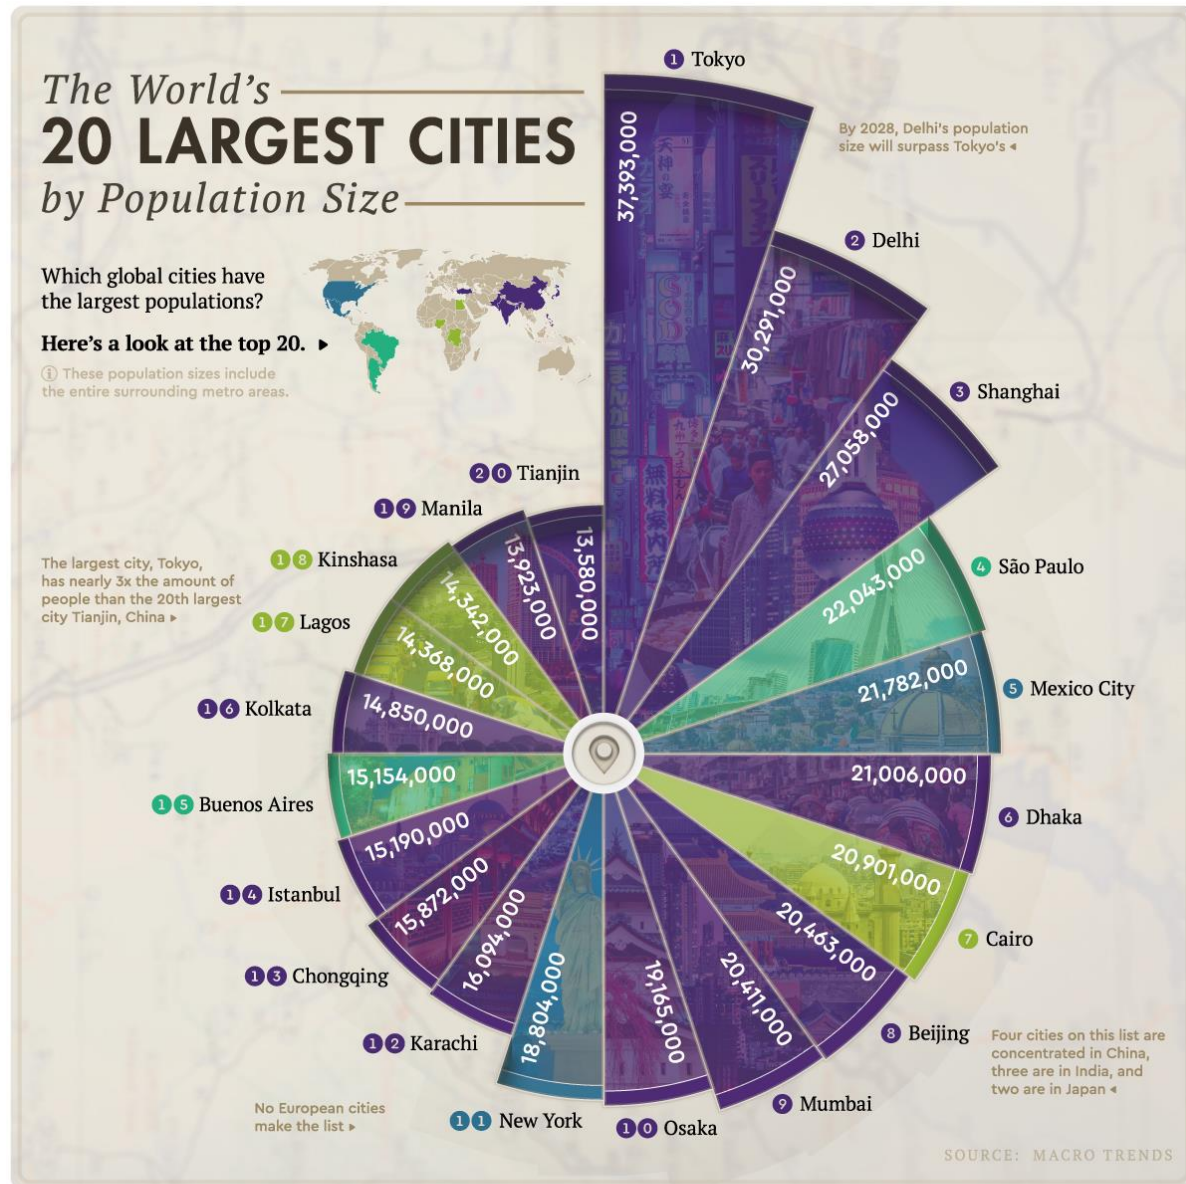 The World's
20 LARGEST CITIES
by Population Size
Which global cities have
the largest populations?
Here's a look at the top 20.
These population sizes include
the entire surrounding metro areas.
1 Tokyo
37,393,000
By 2028, Delhi's population
size will surpass Tokyo's
2 Delhi
30,291,000
3 Shanghai
27,058,000
4 São Paulo
22,043,000
5 Mexico City
21,782,000
6 Dhaka
21,006,000
7 Cairo
20,901,000
8 Beijing
20,463,000
Four cities on this list are
concentrated in China,
three are in India, and
two are in Japan
9 Mumbai
20,411,000
10 Osaka
19,165,000
11 New York
18,804,000
No European cities
make the list
12 Karachi
16,094,000
13 Chongqing
15,872,000
14 Istanbul
15,190,000
15 Buenos Aires
15,154,000
16 Kolkata
14,850,000
17 Lagos
14,368,000
18 Kinshasa
14,342,000
19 Manila
13,923,000
20 Tianjin
13,580,000
The largest city, Tokyo,
has nearly 3x the amount of
people than the 20th largest
city Tianjin, China
無料案内所
SOURCE: MACRO TRENDS